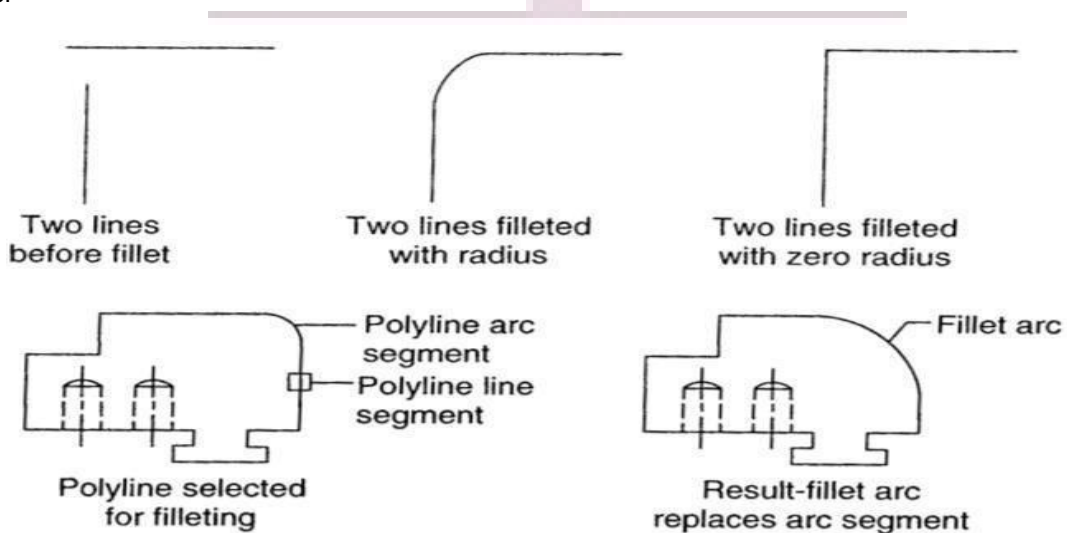 Two lines
before fillet
Two lines filleted
with radius
Two lines filleted
with zero radius
Polyline arc
segment
Polyline line
segment
Fillet arc
Polyline selected
for filleting
Result-fillet arc
replaces arc segment